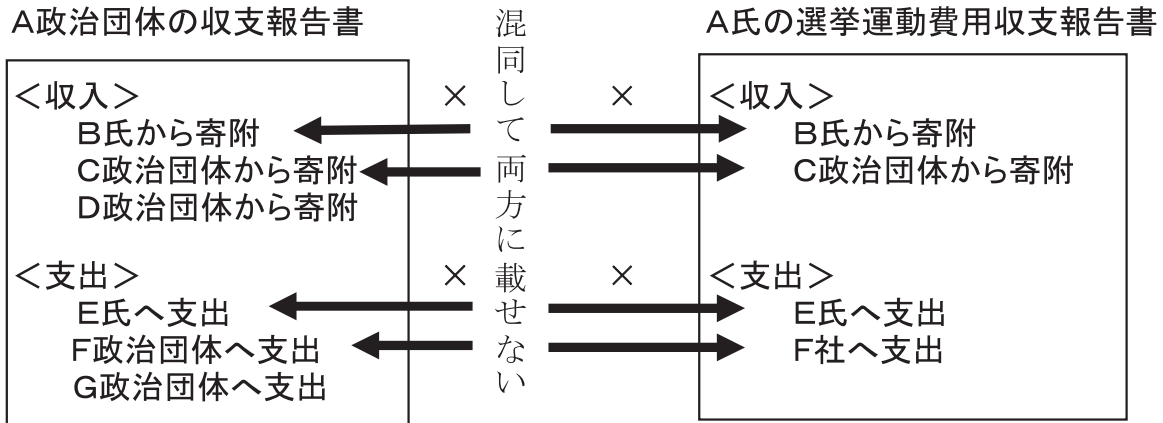 A政治団体の収支報告書
<収入>
B氏から寄附
C政治団体から寄附
D政治団体から寄附
<支出>
E氏へ支出
F政治団体へ支出
G政治団体へ支出
×
×
×
×
混同して両方に載せない
A氏の選挙運動費用収支報告書
<収入>
B氏から寄附
C政治団体から寄附
<支出>
E氏へ支出
F社へ支出